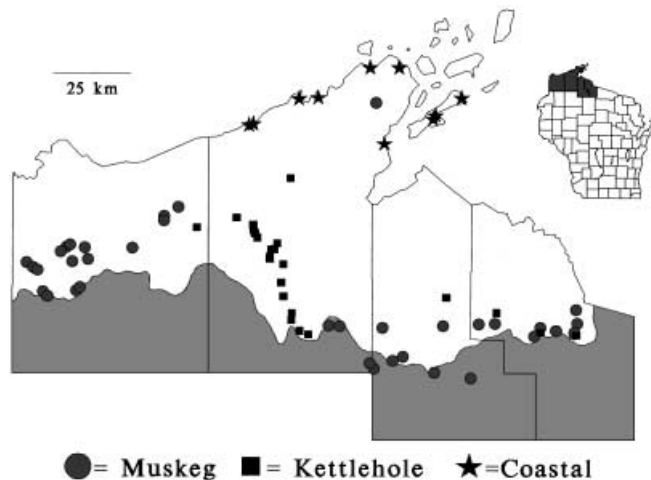 25 km
= Muskeg = Kettlehole =Coastal